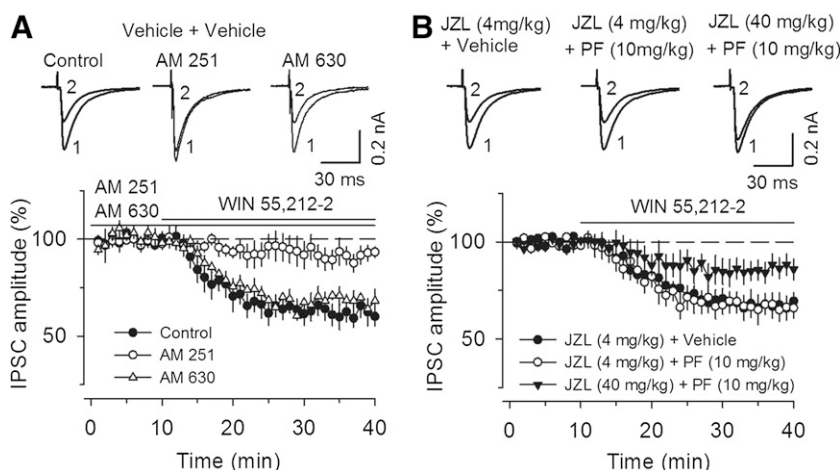 A
Vehicle + Vehicle
Control
AM 251
AM 630
2
1
2
2
1
0.2 nA
30 ms
AM 251
AM 630
WIN 55,212-2
IPSC amplitude (%)
100
50
Control
AM 251
AM 630
0
10
20
30
40
Time (min)
B
JZL (4mg/kg)
+ Vehicle
JZL (4 mg/kg)
+ PF (10mg/kg)
JZL (40 mg/kg)
+ PF (10 mg/kg)
2
1
2
1
2
1
0.2 nA
30 ms
WIN 55,212-2
IPSC amplitude (%)
100
50
JZL (4 mg/kg) + Vehicle
JZL (4 mg/kg) + PF (10 mg/kg)
JZL (40 mg/kg) + PF (10 mg/kg)
0
10
20
30
40
Time (min)